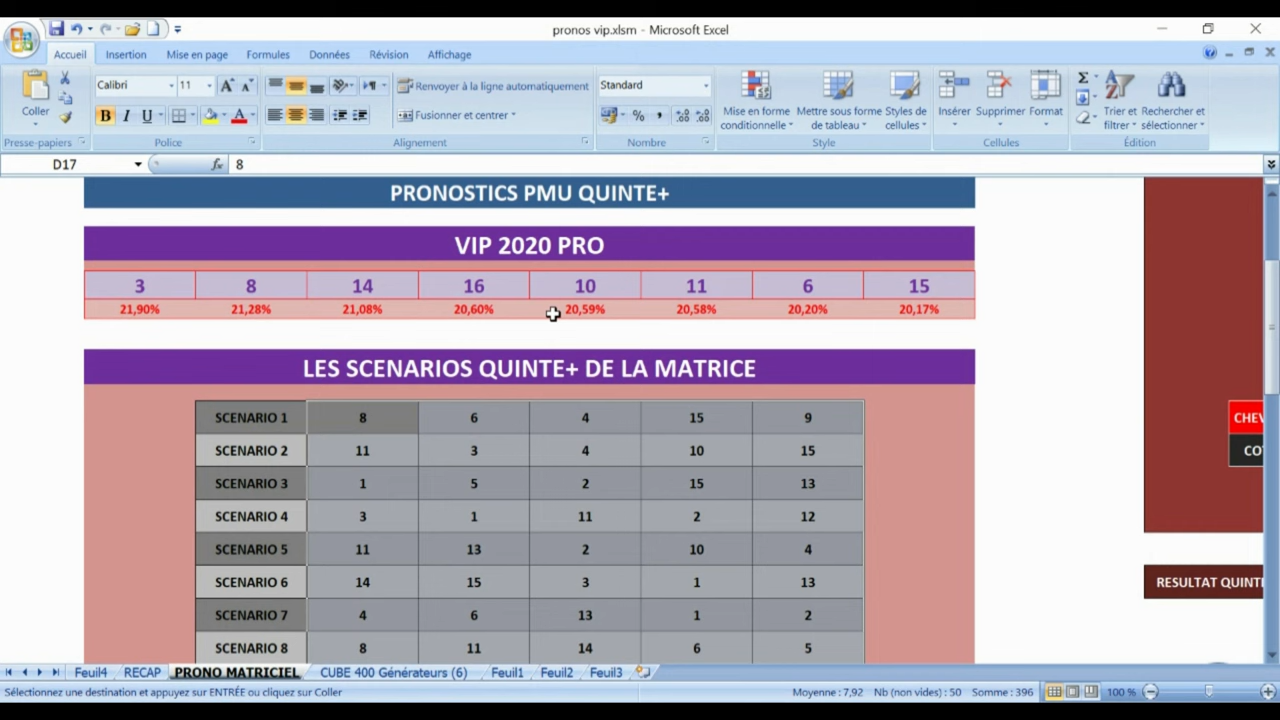 pronos vip.xlsm - Microsoft Excel
Accueil Insertion Mise en page Formules Données Révision Affichage
Calibri 11 Renvoyer à la ligne automatiquement Standard
Coller G I U Fusionner et centrer % Mise en forme conditionnelle Mettre sous forme de tableau Styles de cellules Insérer Supprimer Format Trier et filtrer Rechercher et sélectionner
Presse-papiers Police Alignement Nombre Style Cellules Édition
D17 fx 8
PRONOSTICS PMU QUINTE+
VIP 2020 PRO
3 8 14 16 10 11 6 15
21,90% 21,28% 21,08% 20,60% 20,59% 20,58% 20,20% 20,17%
LES SCENARIOS QUINTE+ DE LA MATRICE
SCENARIO 1 8 6 4 15 9
SCENARIO 2 11 3 4 10 15
SCENARIO 3 1 5 2 15 13
SCENARIO 4 3 1 11 2 12
SCENARIO 5 11 13 2 10 4
SCENARIO 6 14 15 3 1 13
SCENARIO 7 4 6 13 1 2
SCENARIO 8 8 11 14 6 5
CHEV
CO
RESULTAT QUINT
Feuil4 RECAP PRONO MATRICIEL CUBE 400 Générateurs (6) Feuil1 Feuil2 Feuil3
Sélectionnez une destination et appuyez sur ENTRÉE ou cliquez sur Coller Moyenne : 7,92 Nb (non vides) : 50 Somme : 396 100 %